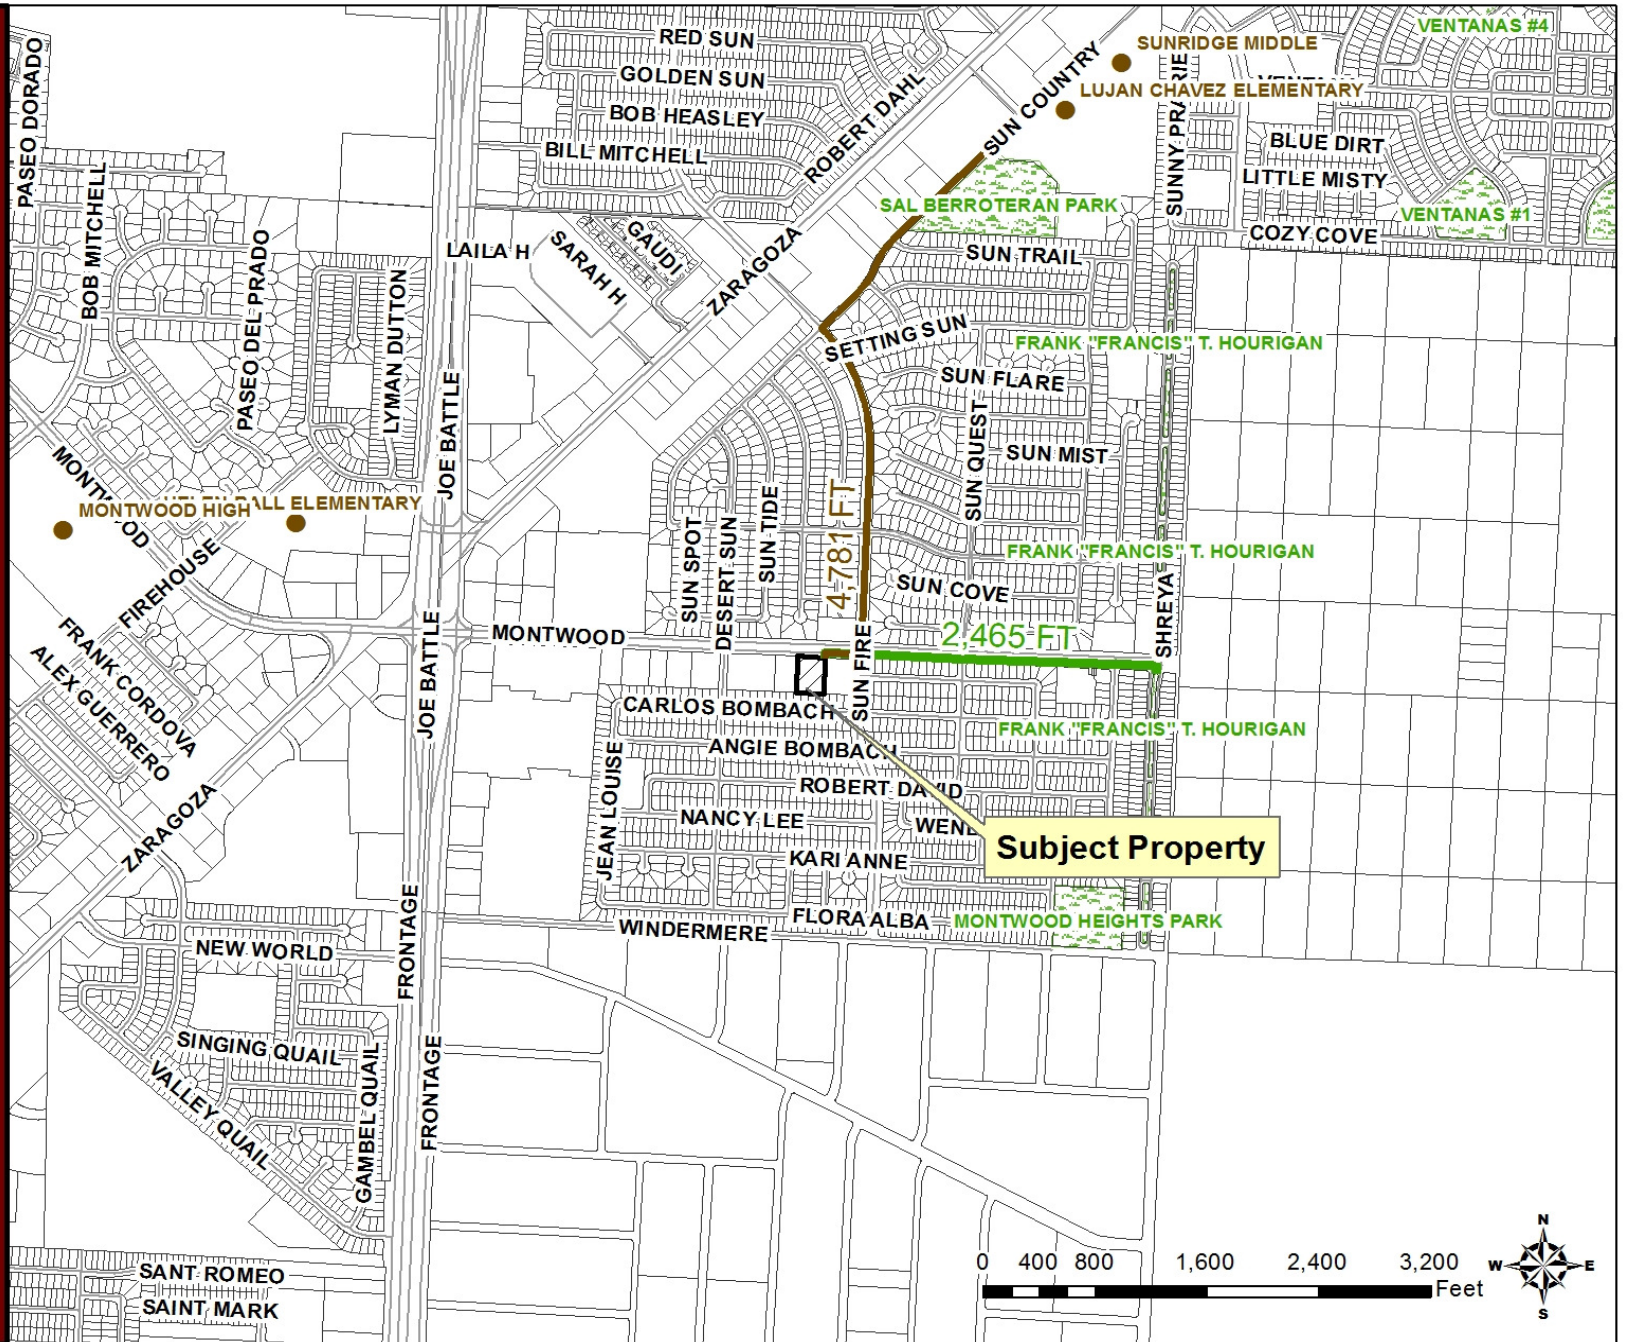 VENTANAS #4
RED SUN
SUNRIDGE MIDDLE
GOLDEN SUN
LUJAN CHAVEZ ELEMENTARY
PASEO DORADO
BOB HEASLEY
ROBERT DAHL
SUN COUNTRY
BLUE DIRT
BILL MITCHELL
LITTLE MISTY
SAL BERROTERAN PARK
VENTANAS #1
COZY COVE
BOB MITCHELL
LAILA H
SARAH H
GAUDI
ZARAGOZA
SUN TRAIL
PASEO DEL PRADO
LYMAN DUTTON
SETTING SUN
FRANK "FRANCIS" T. HOURIGAN
JOE BATTLE
SUN FLARE
SUN QUEST
SUN MIST
MONTWOOD HIGH
ALL ELEMENTARY
FIREHOUSE
SUN SPOT
DESERT SUN
SUN TIDE
4,781 FT
FRANK "FRANCIS" T. HOURIGAN
SUN COVE
SHREYA
FRANK CORDOVA
ALEX GUERRERO
JOE BATTLE
MONTWOOD
2,465 FT
SUN FIRE
CARLOS BOMBACH
FRANK "FRANCIS" T. HOURIGAN
ANGIE BOMBACH
JEAN LOUISE
ROBERT DAVID
NANCY LEE
Subject Property
KARI ANNE
ZARAGOZA
FLORA ALBA
MONTWOOD HEIGHTS PARK
WINDERMERE
FRONTAGE
NEW WORLD
SINGING QUAIL
VALLEY QUAIL
GAMBEL QUAIL
FRONTAGE
SANT ROMEO
SAINT MARK
0 400 800 1,600 2,400 3,200
Feet
N
W E
S